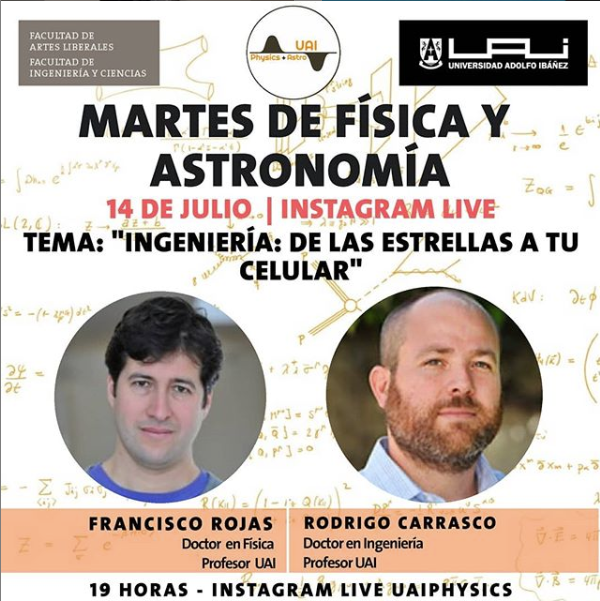 FACULTAD DE
ARTES LIBERALES
FACULTAD DE
INGENIERÍA Y CIENCIAS
UAI
Physics + Astro
UAI
UNIVERSIDAD ADOLFO IBÁÑEZ
MARTES DE FÍSICA Y
ASTRONOMÍA
14 DE JULIO | INSTAGRAM LIVE
TEMA: "INGENIERÍA: DE LAS ESTRELLAS A TU
CELULAR"
FRANCISCO ROJAS
Doctor en Física
Profesor UAI
RODRIGO CARRASCO
Doctor en Ingeniería
Profesor UAI
19 HORAS - INSTAGRAM LIVE UAIPHYSICS